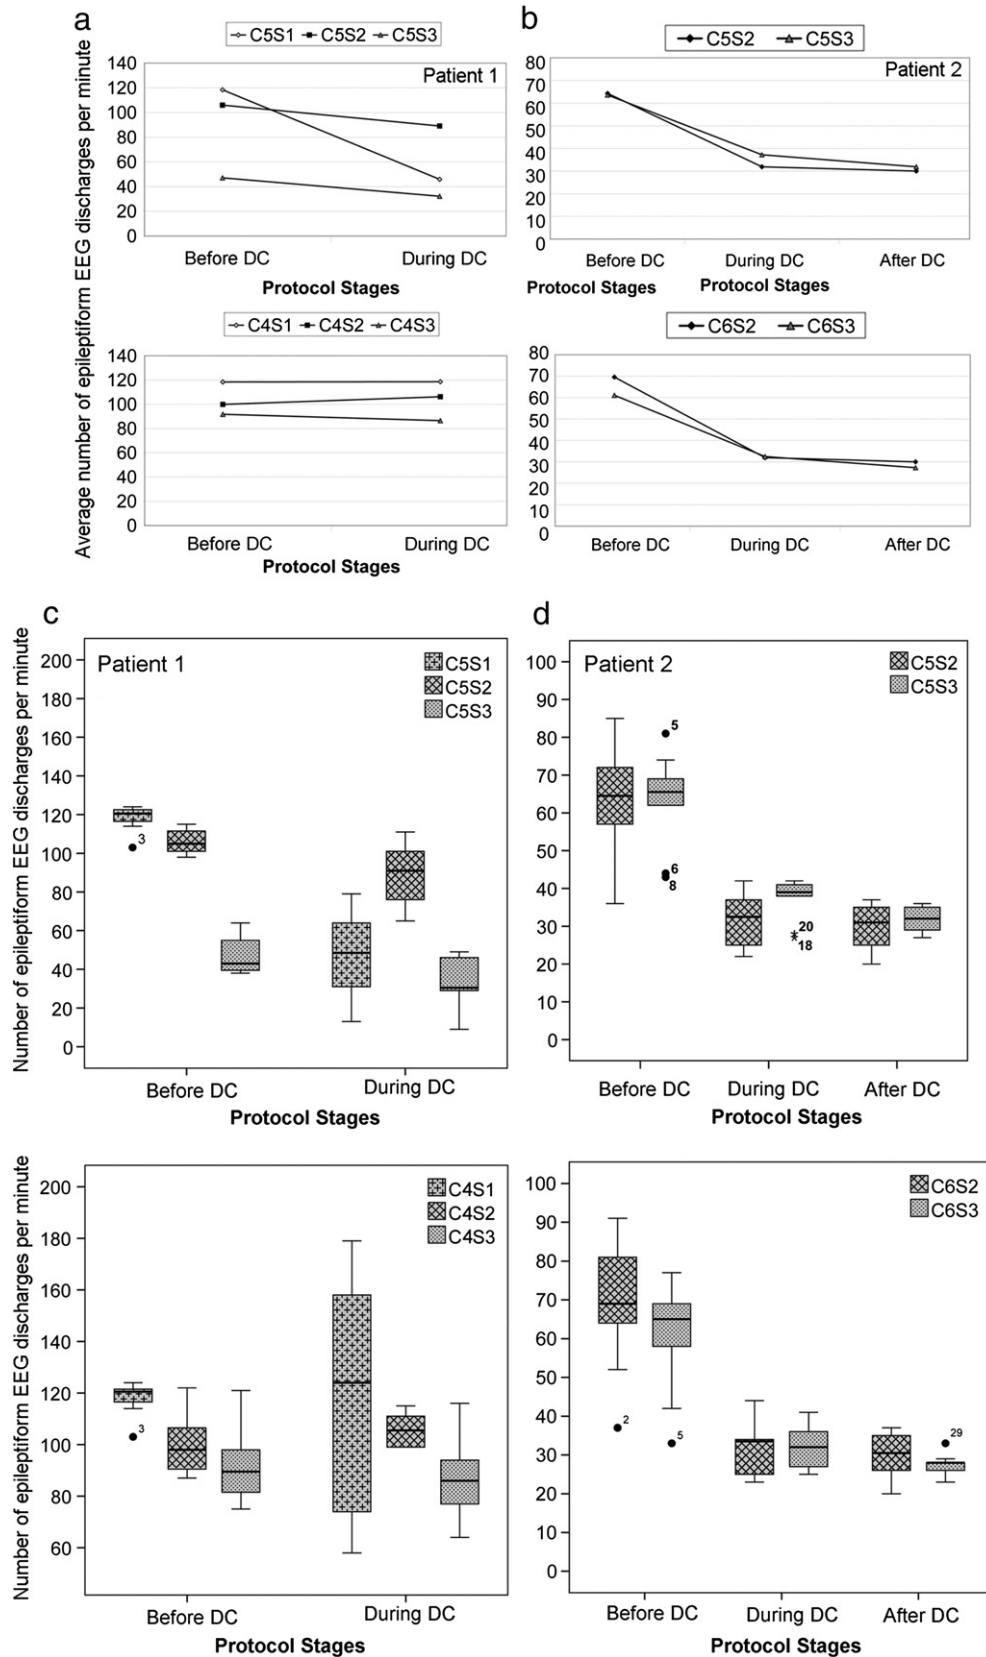 a
C5S1 C5S2 C5S3
Patient 1
140
120
100
80
60
40
20
0
Before DC During DC
Protocol Stages
C4S1 C4S2 C4S3
140
120
100
80
60
40
20
0
Before DC During DC
Protocol Stages
Average number of epileptiform EEG discharges per minute
b
C5S2 C5S3
Patient 2
80
70
60
50
40
30
20
10
0
Before DC During DC After DC
Protocol Stages Protocol Stages
C6S2 C6S3
80
70
60
50
40
30
20
10
0
Before DC During DC After DC
c
Number of epileptiform EEG discharges per minute
Patient 1
C5S1
C5S2
C5S3
200
180
160
140
120
100
80
60
40
20
0
3
Before DC During DC
Protocol Stages
d
Patient 2
C5S2
C5S3
100
90
80
70
60
50
40
30
20
10
0
5
6
8
20
18
Before DC During DC After DC
Protocol Stages
Number of epileptiform EEG discharges per minute
C4S1
C4S2
C4S3
200
180
160
140
120
100
80
60
3
Before DC During DC
Protocol Stages
C6S2
C6S3
100
90
80
70
60
50
40
30
20
10
0
2
5
29
Before DC During DC After DC
Protocol Stages